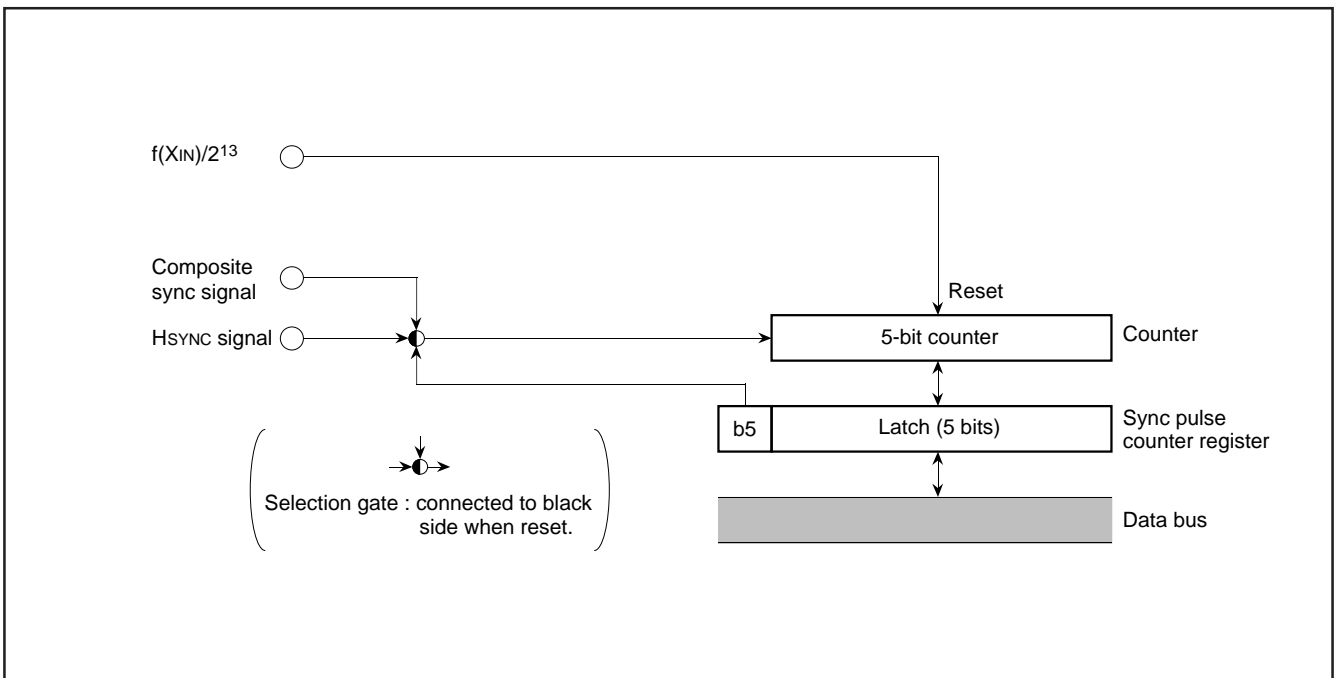 f(XIN)/2¹³
Composite
sync signal
Reset
HSYNC signal
5-bit counter
Counter
b5
Latch (5 bits)
Sync pulse
counter register
Selection gate : connected to black
side when reset.
Data bus